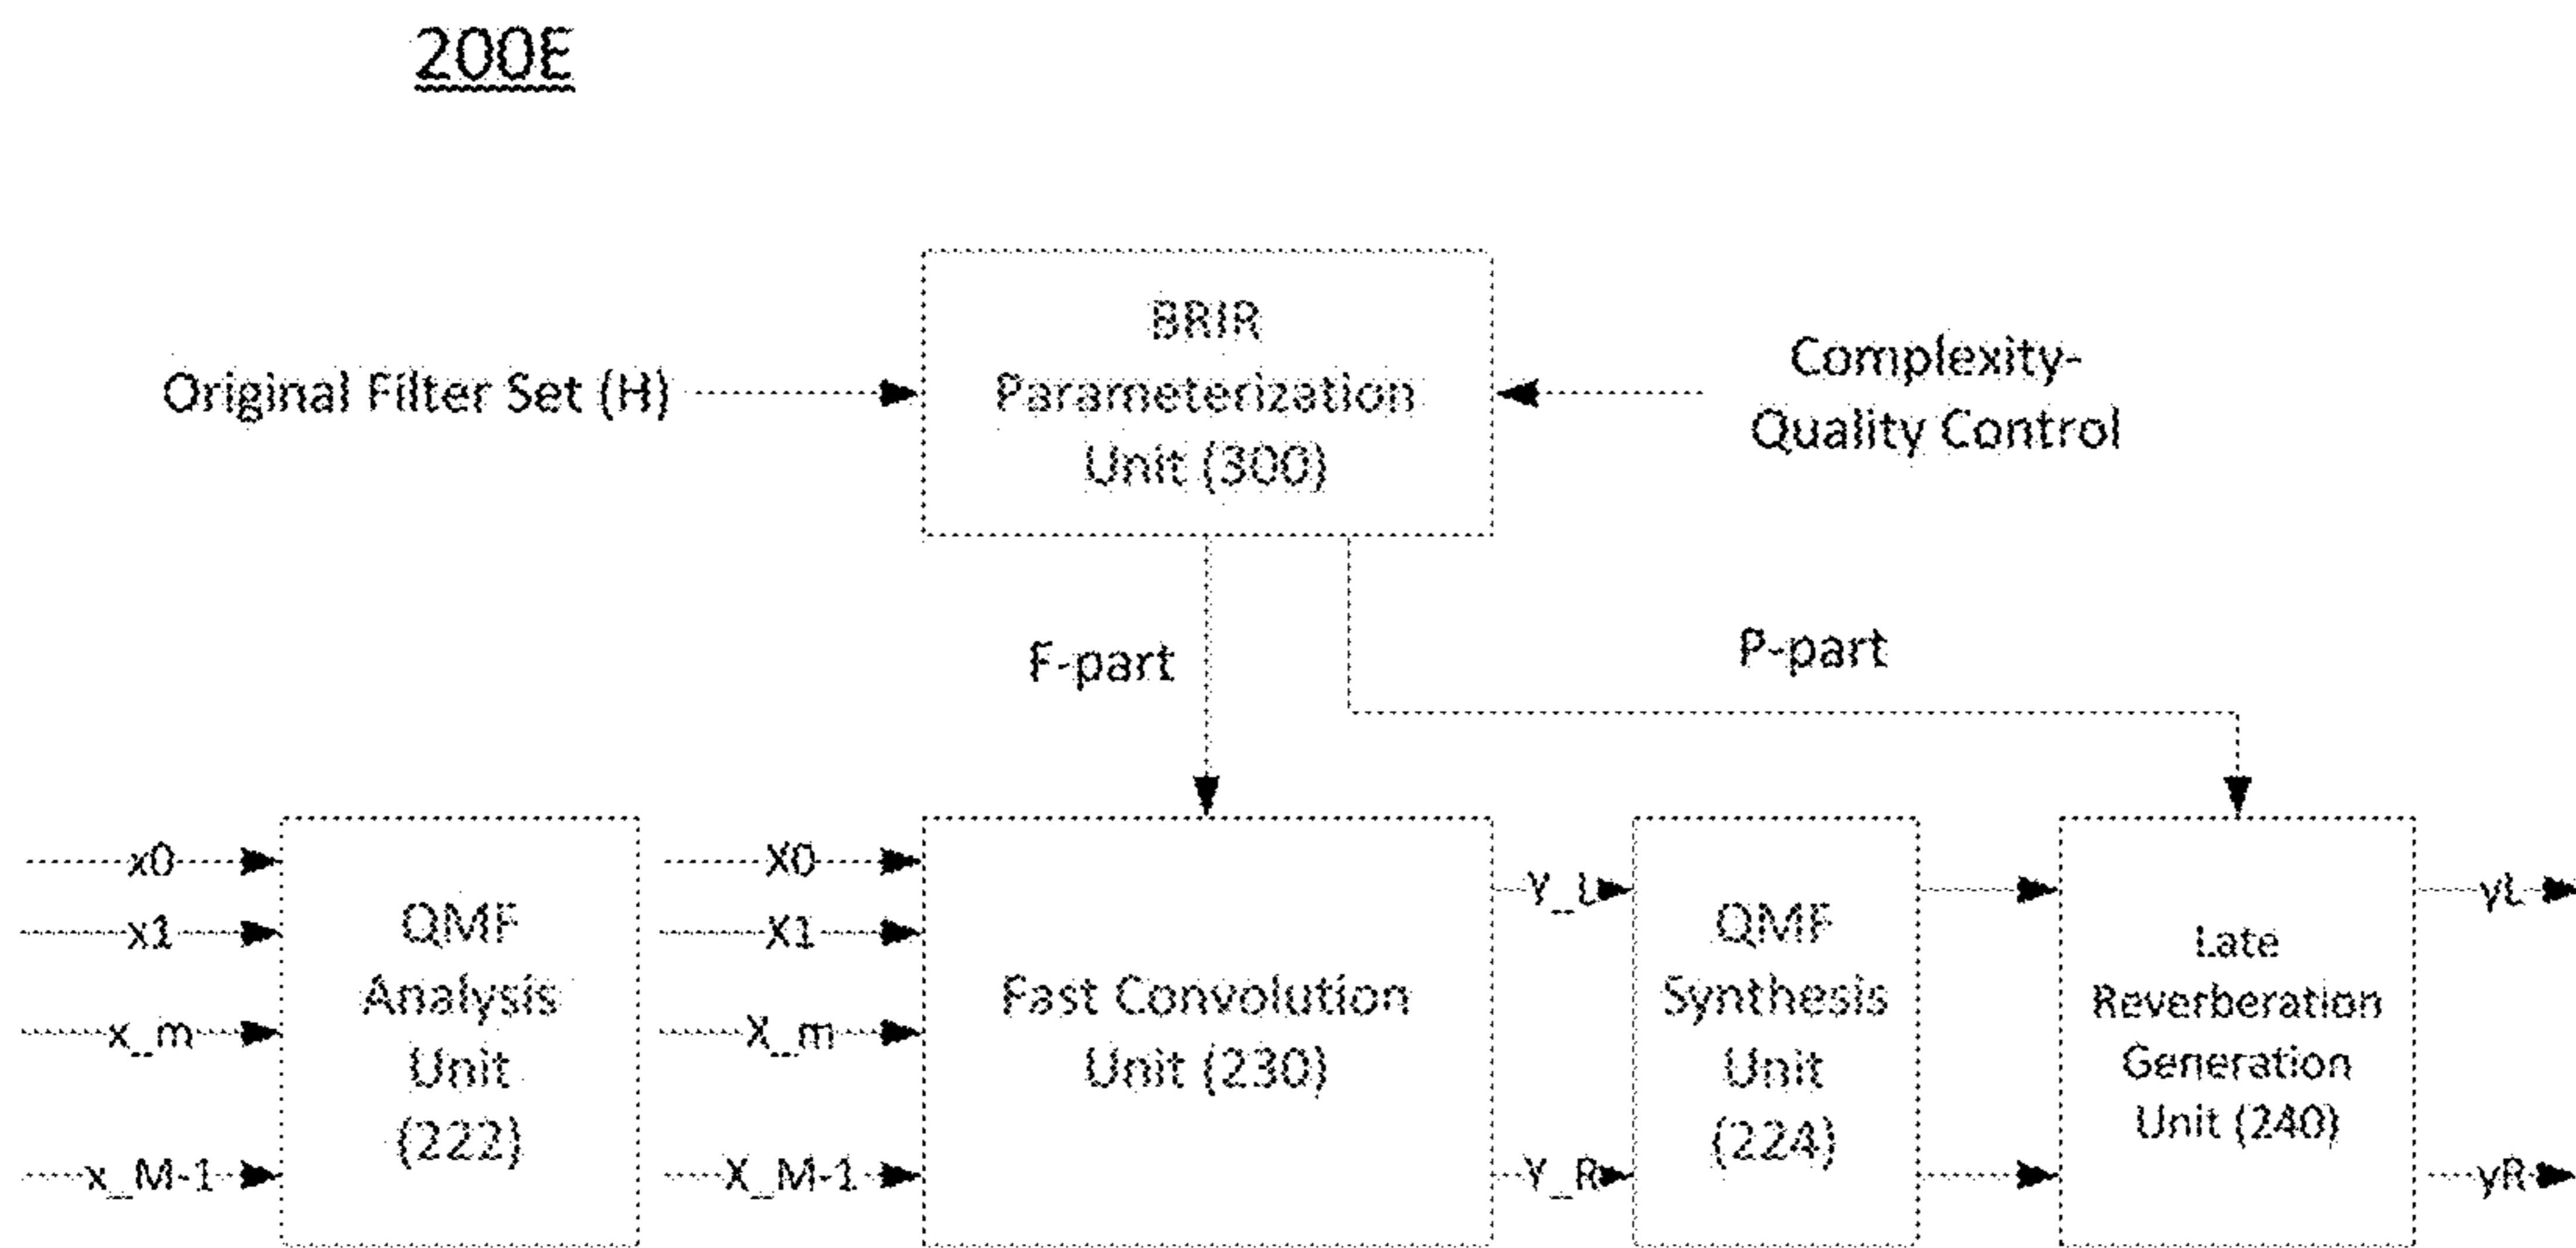 200E
BRIR
Parameterization
Unit (300)
Original Filter Set (H)
Complexity-
Quality Control
F-part
P-part
x0
x1
x_m
x_M-1
QMF
Analysis
Unit
(222)
X0
X1
X_m
X_M-1
Fast Convolution
Unit (230)
Y_L
Y_R
QMF
Synthesis
Unit
(224)
Late
Reverberation
Generation
Unit (240)
yL
yR